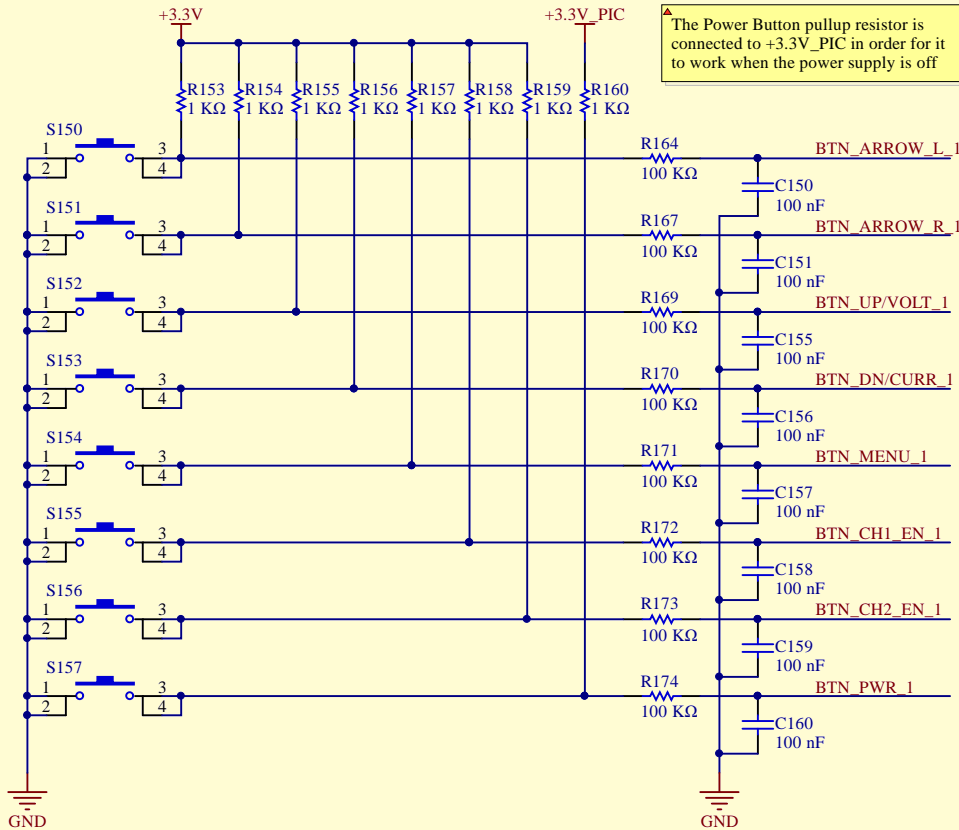 +3.3V
+3.3V_PIC
The Power Button pullup resistor is
connected to +3.3V_PIC in order for it
to work when the power supply is off
R153
1 KΩ
R154
1 KΩ
R155
1 KΩ
R156
1 KΩ
R157
1 KΩ
R158
1 KΩ
R159
1 KΩ
R160
1 KΩ
S150
1
2
3
4
R164
100 KΩ
BTN_ARROW_L_1
C150
100 nF
S151
1
2
3
4
R167
100 KΩ
BTN_ARROW_R_1
C151
100 nF
S152
1
2
3
4
R169
100 KΩ
BTN_UP/VOLT_1
C155
100 nF
S153
1
2
3
4
R170
100 KΩ
BTN_DN/CURR_1
C156
100 nF
S154
1
2
3
4
R171
100 KΩ
BTN_MENU_1
C157
100 nF
S155
1
2
3
4
R172
100 KΩ
BTN_CH1_EN_1
C158
100 nF
S156
1
2
3
4
R173
100 KΩ
BTN_CH2_EN_1
C159
100 nF
S157
1
2
3
4
R174
100 KΩ
BTN_PWR_1
C160
100 nF
GND
GND